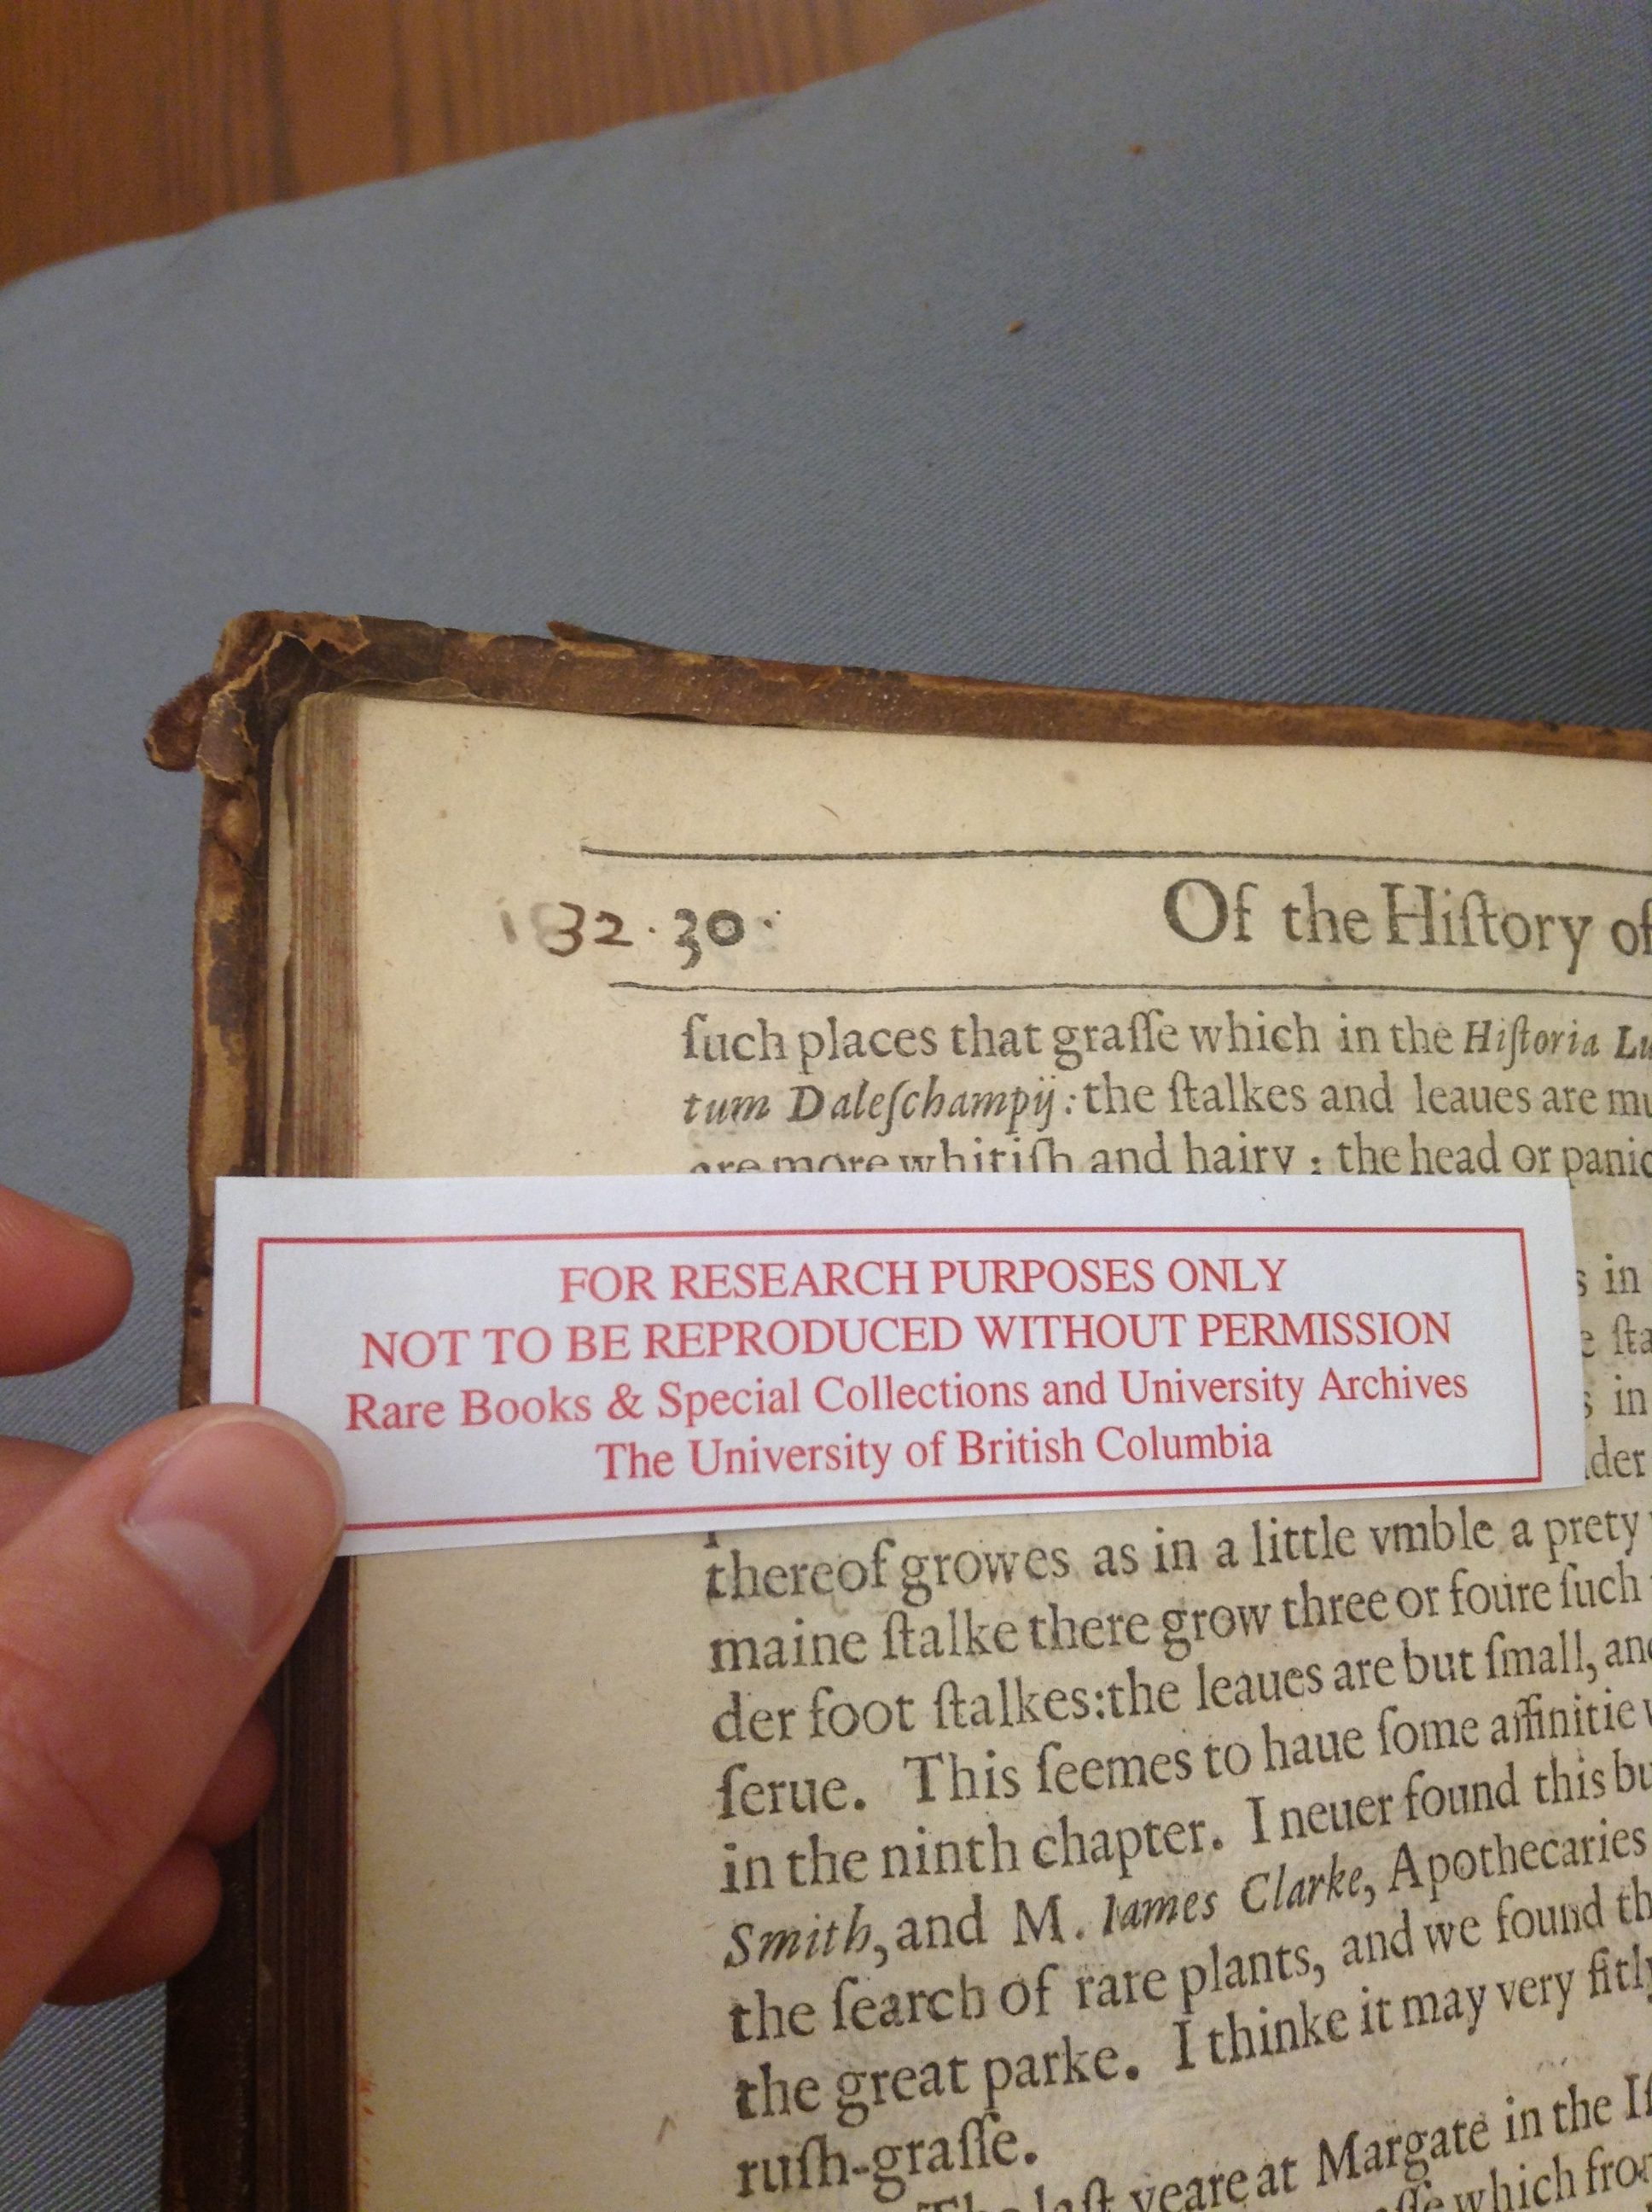 32.30.
Of the Hiſtory of
ſuch places that graſſe which in the Hiſtoria
tum Daleſchampij: the ſtalkes and leaues are
are more whitiſh and hairy; the head or
FOR RESEARCH PURPOSES ONLY
NOT TO BE REPRODUCED WITHOUT PERMISSION
Rare Books & Special Collections and University Archives
The University of British Columbia
in
in
thereof growes as in a little vmble a prety
maine ſtalke there grow three or foure ſuch
der foot ſtalkes: the leaues are but ſmall, and
ſerue. This ſeemes to haue ſome affinitie
in the ninth chapter. I neuer found this
Smith, and M. Iames Clarke, Apothecaries
the ſearch of rare plants, and we found
the great parke. I thinke it may very fitly
ruſh-graſſe.
laſt yeare at Margate in the
which